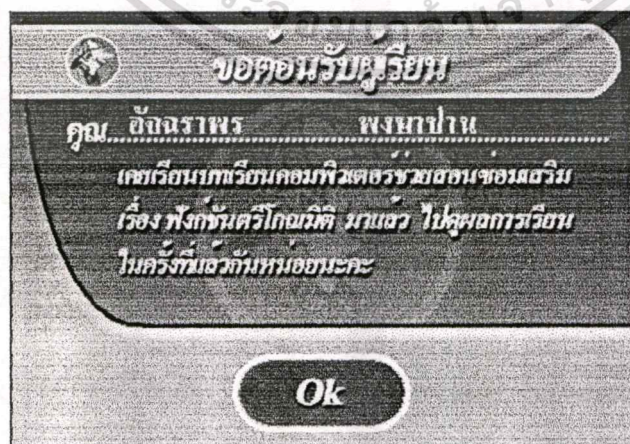 ขอต้อนรับผู้เรียน
คุณ อัจฉราพร พงษาปาน
เคยเรียนบทเรียนคอมพิวเตอร์ช่วยสอนซ่อมเสริม
เรื่อง ฟังก์ชันตรีโกณมิติ มาแล้ว ไปดูผลการเรียน
ในครั้งที่แล้วกันหน่อยนะคะ
Ok